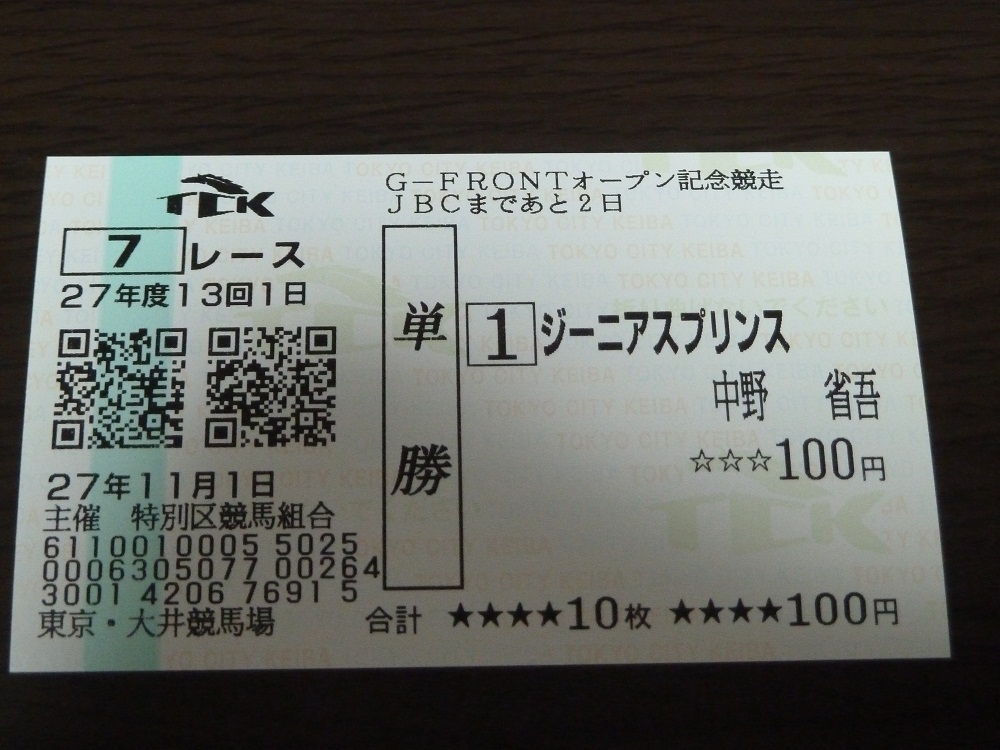 TCK
G－FRONTオープン記念競走
JBCまであと2日
7レース
27年度13回1日
単勝
1 ジーニアスプリンス
中野 省吾
☆☆☆100円
27年11月1日
主催 特別区競馬組合
6110010005 5025
0006305077 00264
3001 4206 7691 5
東京・大井競馬場
合計 ★★★★10枚 ★★★★100円
TOKYO CITY KEIBA